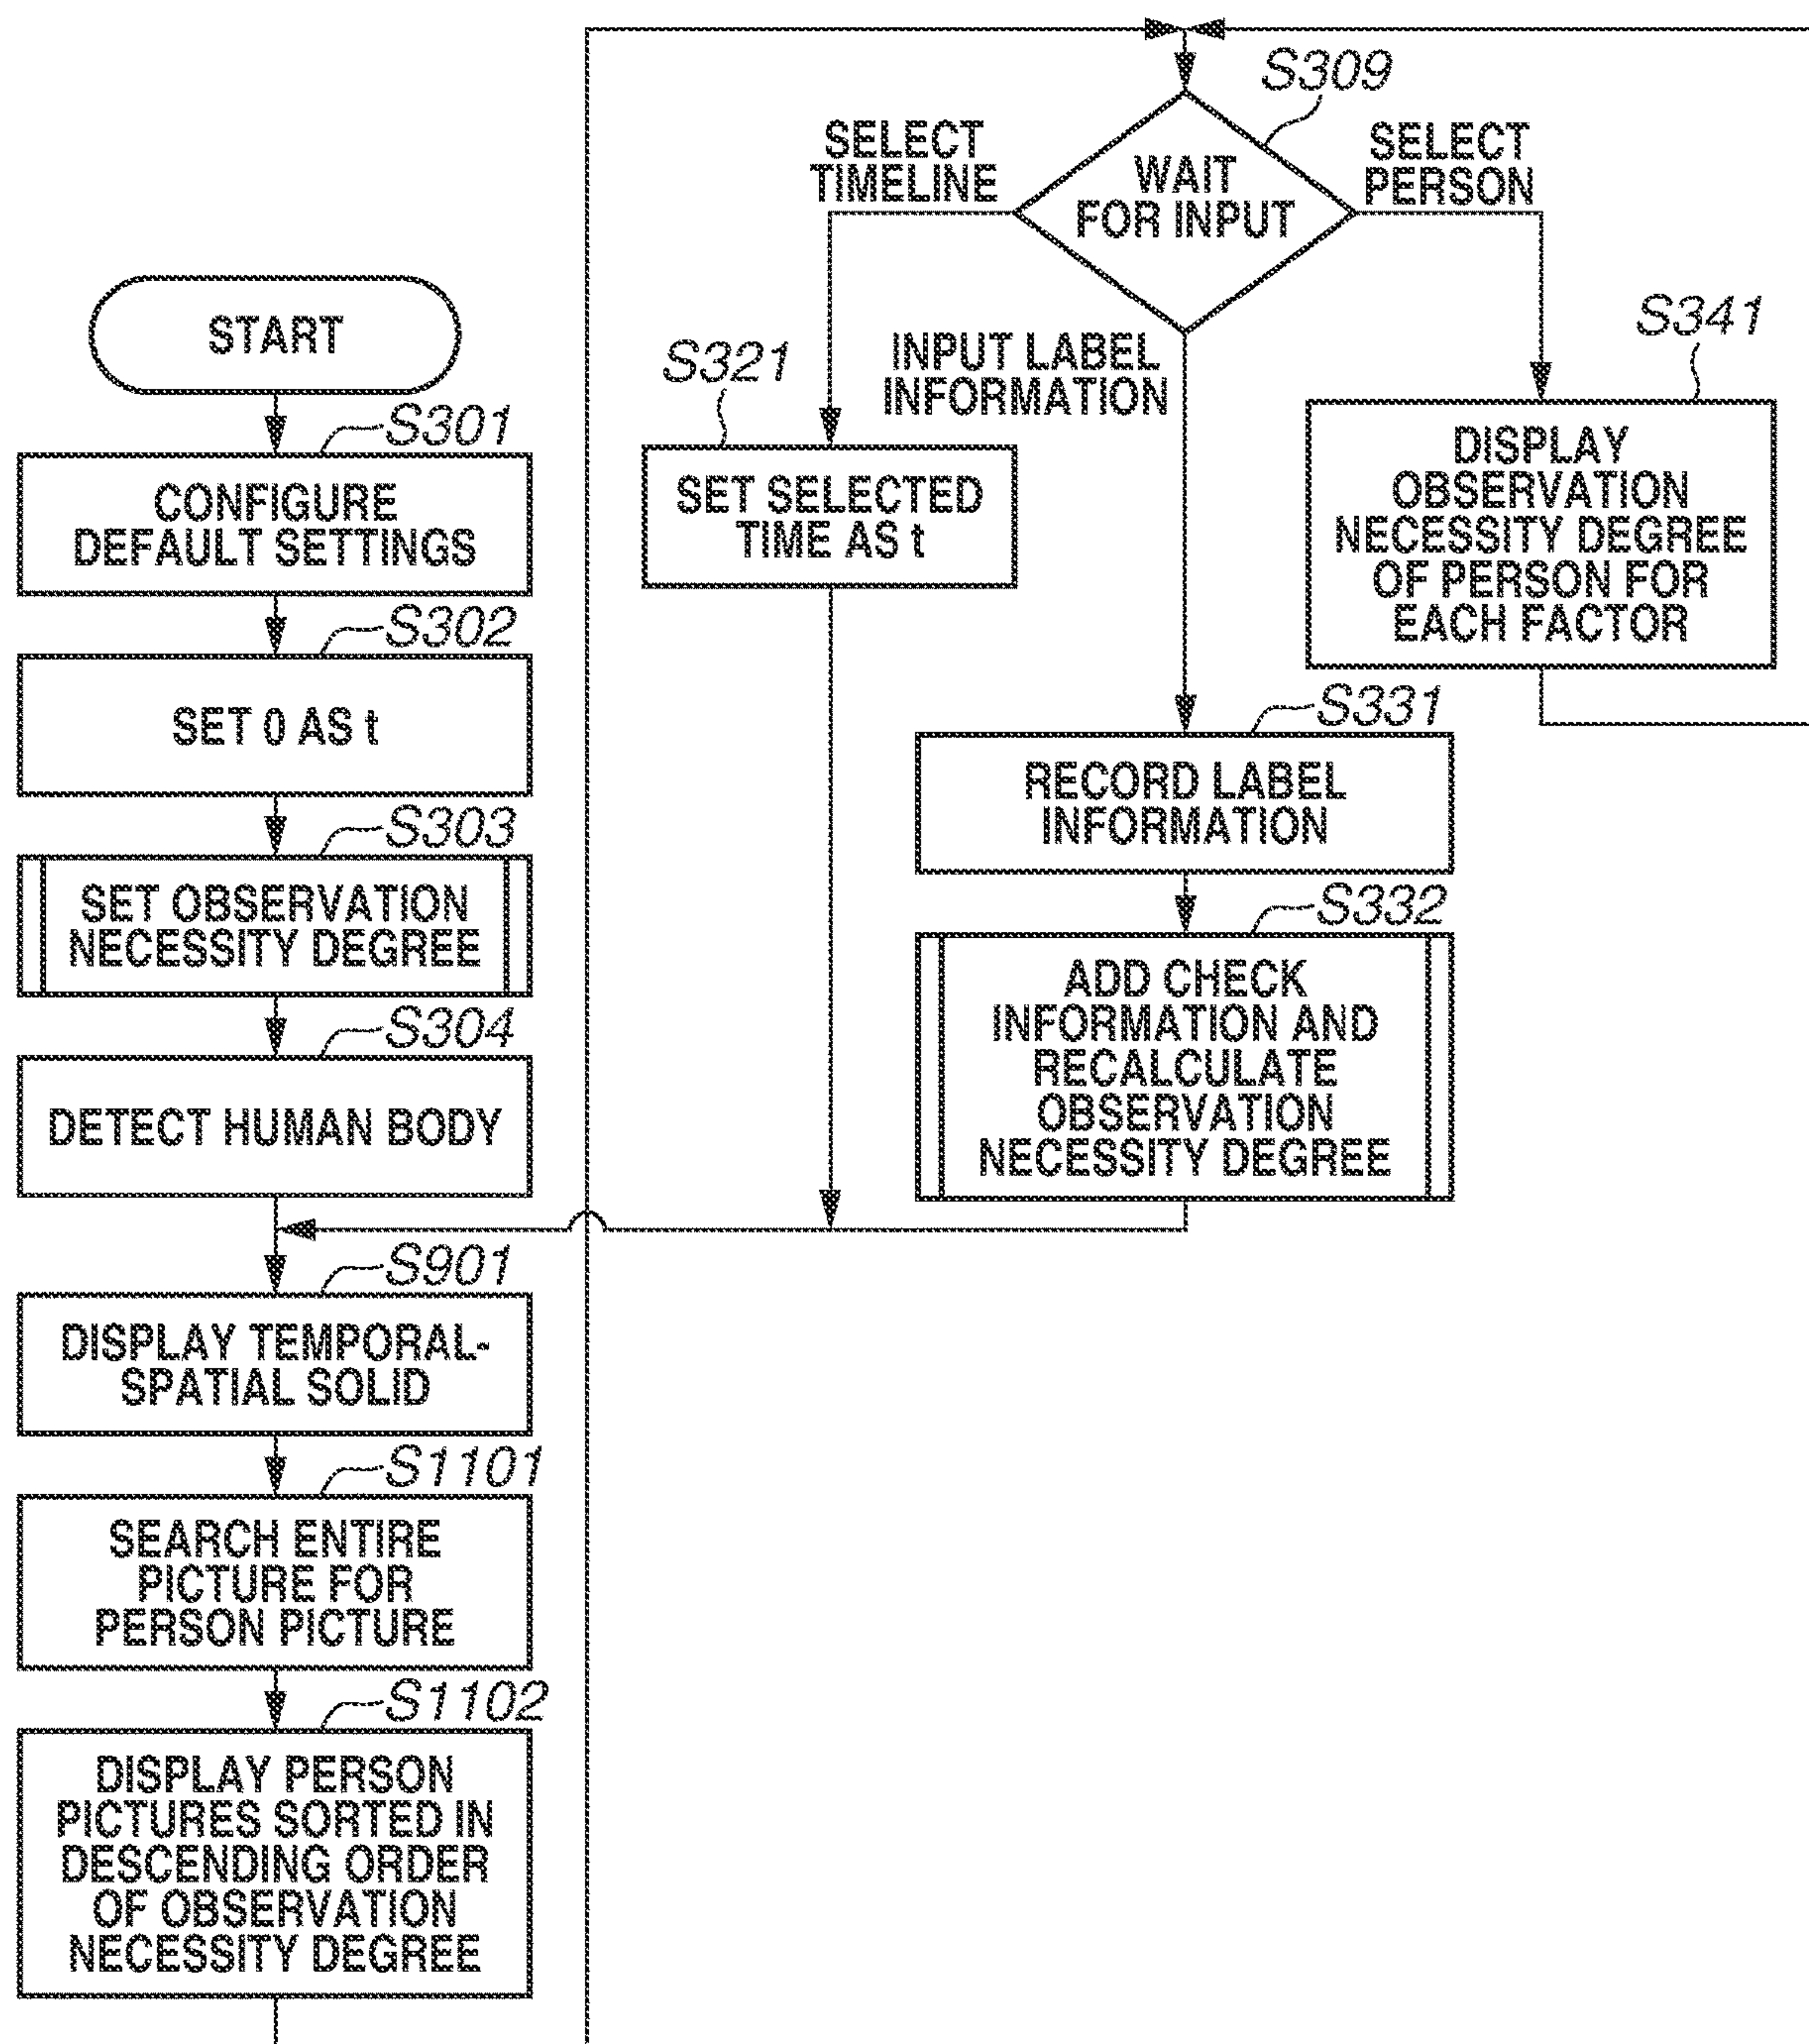 START
S301
CONFIGURE
DEFAULT SETTINGS
S302
SET 0 AS t
S303
SET OBSERVATION
NECESSITY DEGREE
S304
DETECT HUMAN BODY
S901
DISPLAY TEMPORAL-
SPATIAL SOLID
S1101
SEARCH ENTIRE
PICTURE FOR
PERSON PICTURE
S1102
DISPLAY PERSON
PICTURES SORTED IN
DESCENDING ORDER
OF OBSERVATION
NECESSITY DEGREE
S309
WAIT
FOR INPUT
SELECT
TIMELINE
S321
SET SELECTED
TIME AS t
INPUT LABEL
INFORMATION
S331
RECORD LABEL
INFORMATION
S332
ADD CHECK
INFORMATION AND
RECALCULATE
OBSERVATION
NECESSITY DEGREE
SELECT
PERSON
S341
DISPLAY
OBSERVATION
NECESSITY DEGREE
OF PERSON FOR
EACH FACTOR